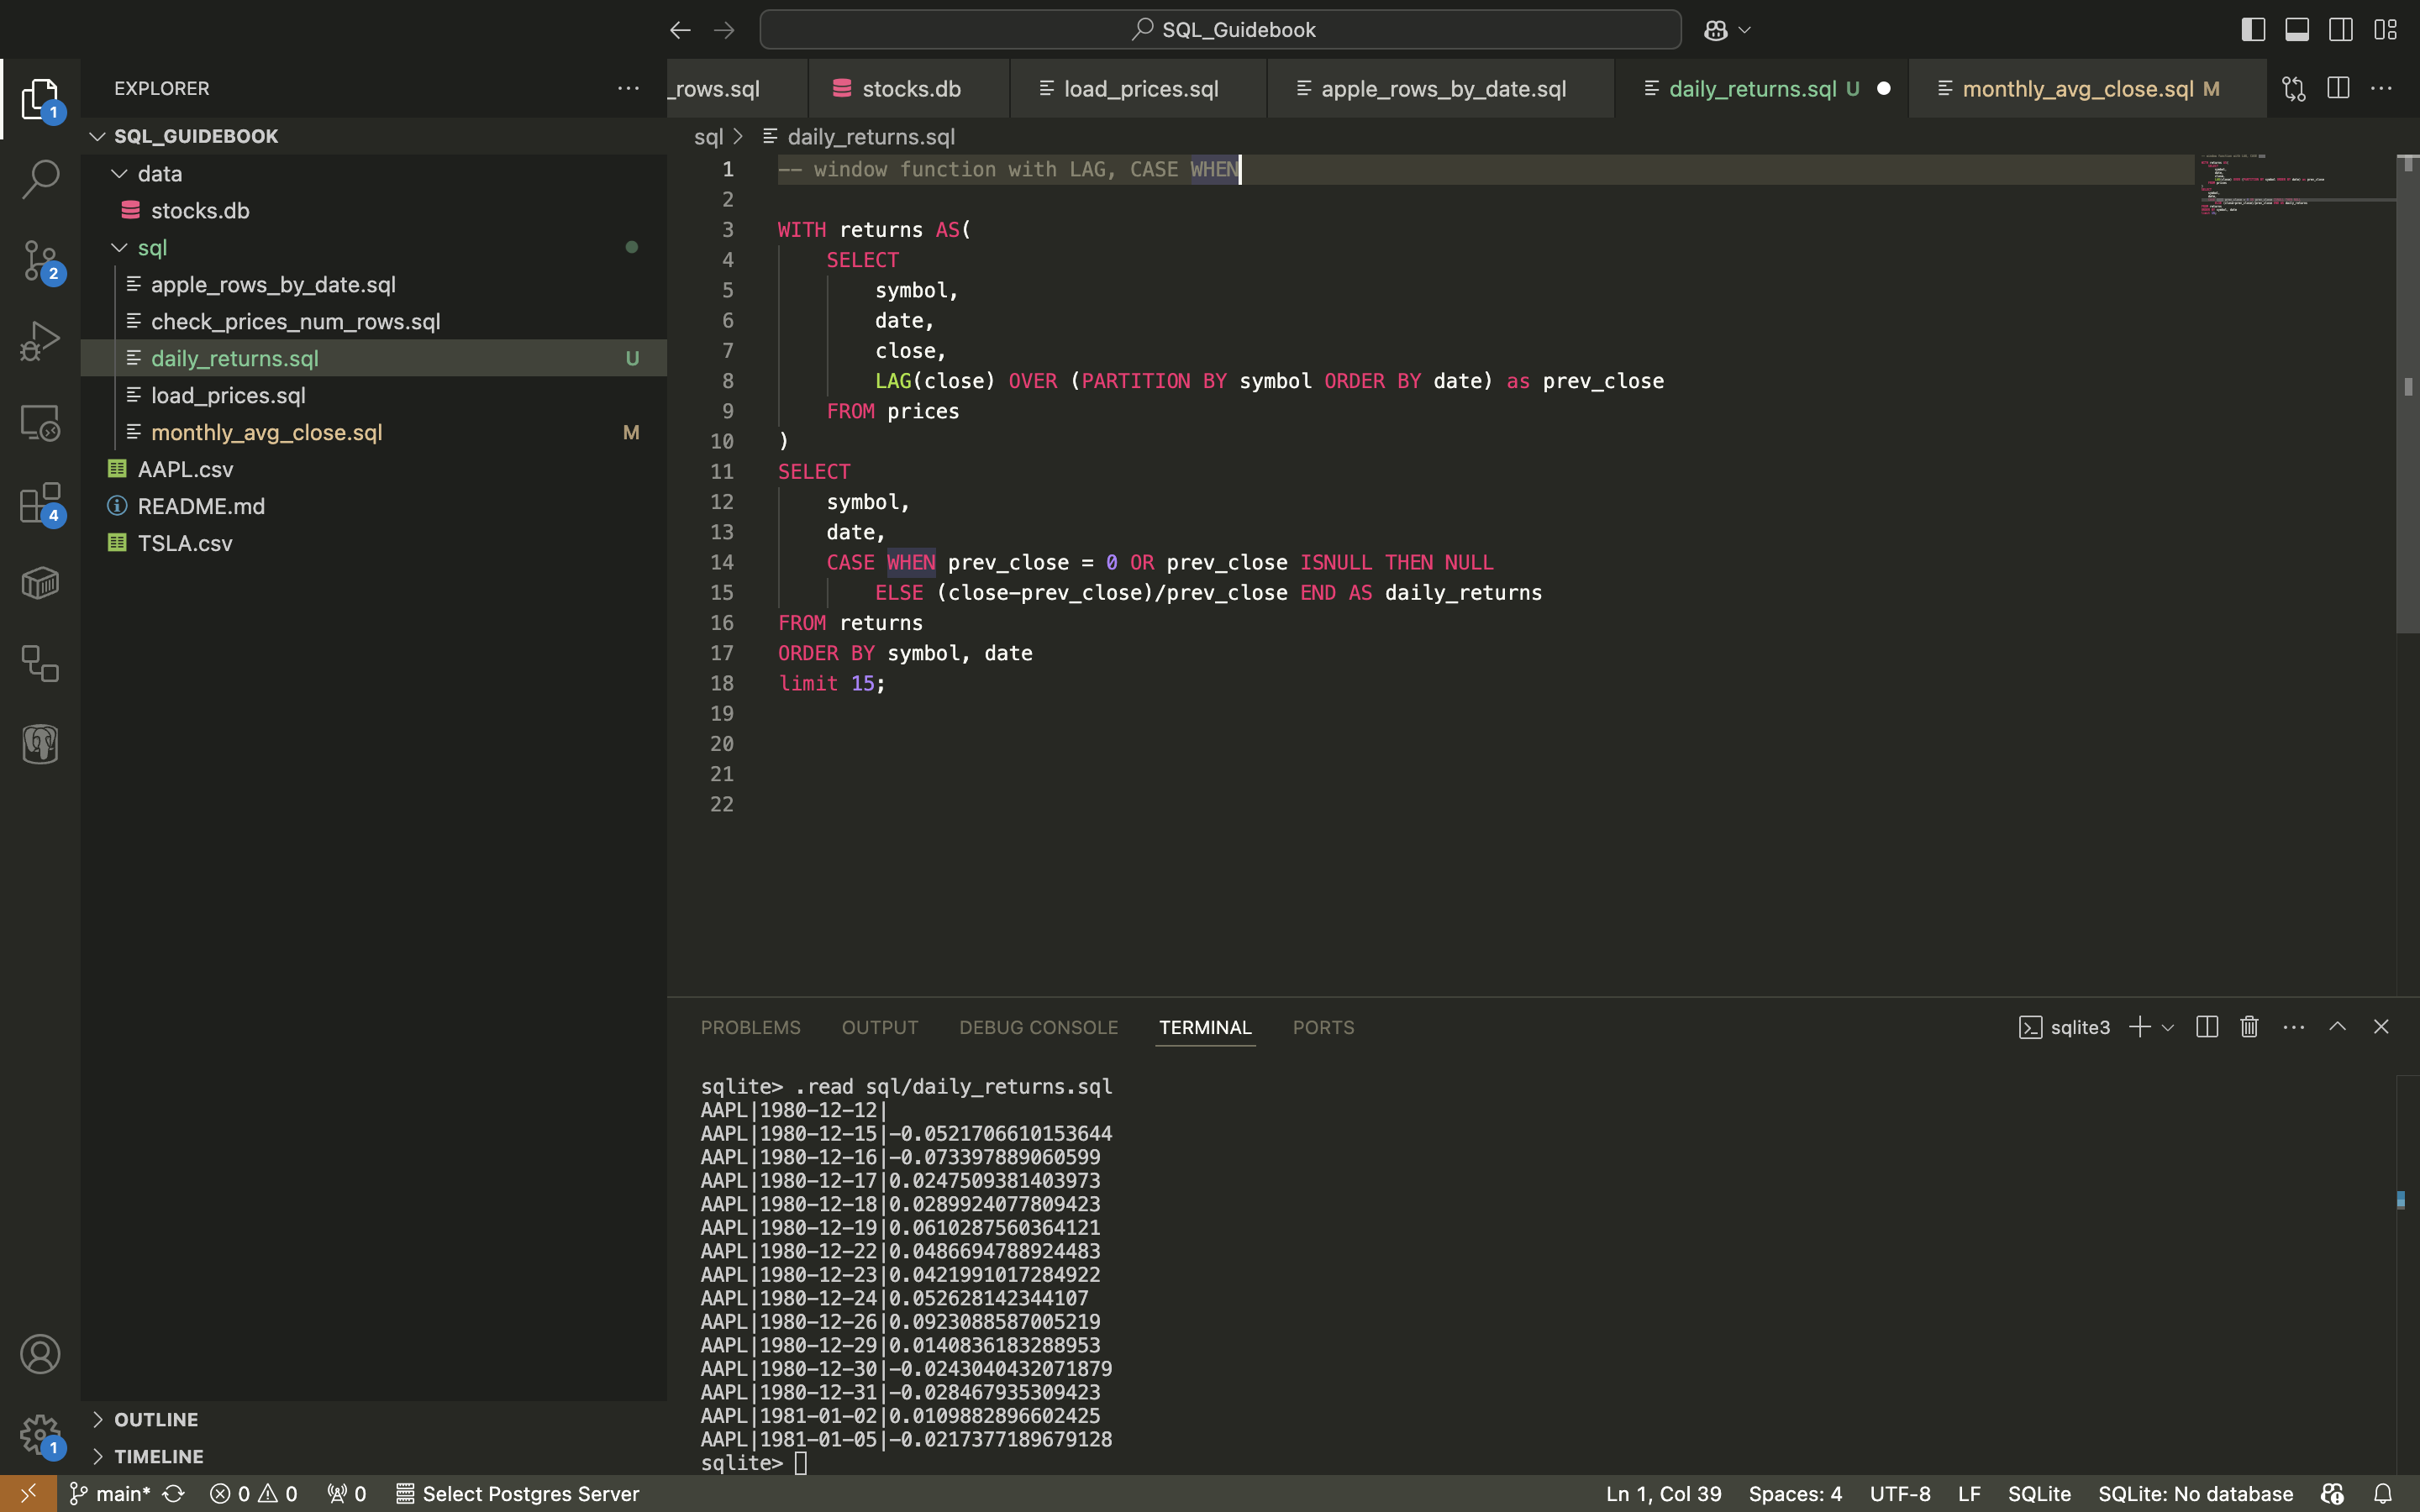 SQL_Guidebook
EXPLORER
_rows.sql
stocks.db
load_prices.sql
apple_rows_by_date.sql
daily_returns.sql U
monthly_avg_close.sql M
1
SQL_GUIDEBOOK
sql > daily_returns.sql
data
stocks.db
sql
apple_rows_by_date.sql
check_prices_num_rows.sql
daily_returns.sql U
load_prices.sql
monthly_avg_close.sql M
AAPL.csv
README.md
TSLA.csv
2
4
1 -- window function with LAG, CASE WHEN
2
3 WITH returns AS(
4 SELECT
5 symbol,
6 date,
7 close,
8 LAG(close) OVER (PARTITION BY symbol ORDER BY date) as prev_close
9 FROM prices
10 )
11 SELECT
12 symbol,
13 date,
14 CASE WHEN prev_close = 0 OR prev_close ISNULL THEN NULL
15 ELSE (close-prev_close)/prev_close END AS daily_returns
16 FROM returns
17 ORDER BY symbol, date
18 limit 15;
19
20
21
22
PROBLEMS OUTPUT DEBUG CONSOLE TERMINAL PORTS
sqlite3
sqlite> .read sql/daily_returns.sql
AAPL|1980-12-12|
AAPL|1980-12-15|-0.0521706610153644
AAPL|1980-12-16|-0.073397889060599
AAPL|1980-12-17|0.0247509381403973
AAPL|1980-12-18|0.0289924077809423
AAPL|1980-12-19|0.0610287560364121
AAPL|1980-12-22|0.0486694788924483
AAPL|1980-12-23|0.0421991017284922
AAPL|1980-12-24|0.052628142344107
AAPL|1980-12-26|0.0923088587005219
AAPL|1980-12-29|0.0140836183288953
AAPL|1980-12-30|-0.0243040432071879
AAPL|1980-12-31|-0.028467935309423
AAPL|1981-01-02|0.0109882896602425
AAPL|1981-01-05|-0.0217377189679128
sqlite>
OUTLINE
1
TIMELINE
main* 0 0 0 Select Postgres Server
Ln 1, Col 39 Spaces: 4 UTF-8 LF SQLite SQLite: No database